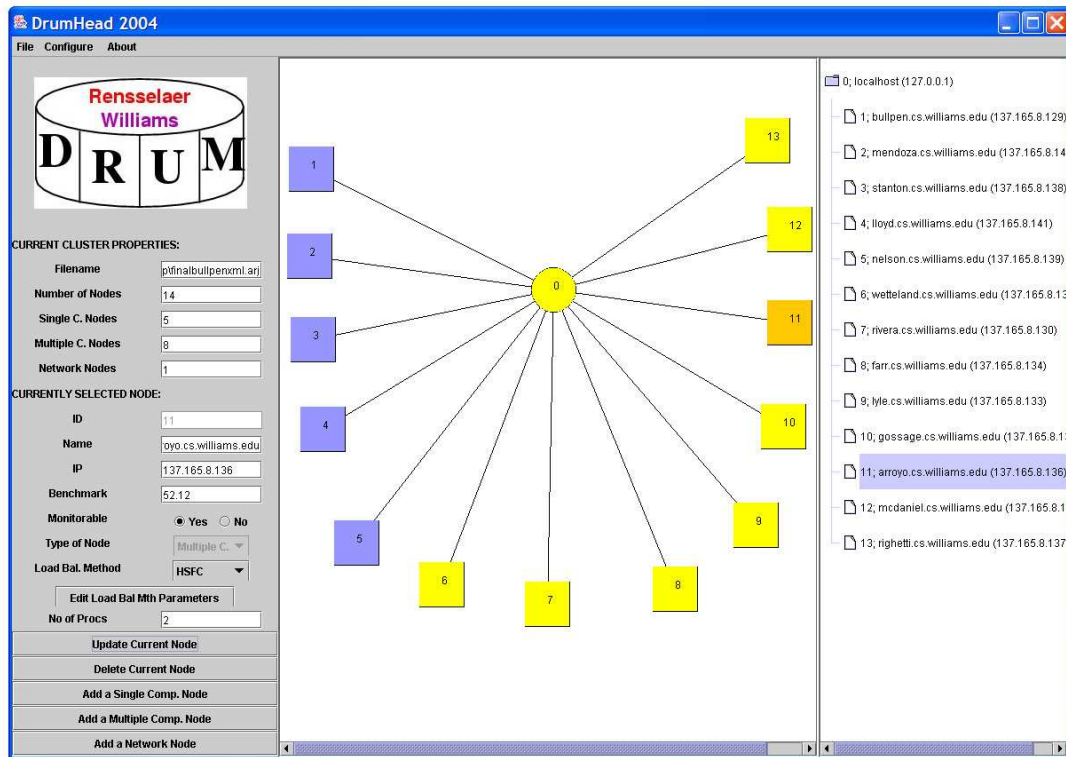 DrumHead 2004
File Configure About
Rensselaer
Williams
D R U M
CURRENT CLUSTER PROPERTIES:
Filename p\finalbullpenxml.arj
Number of Nodes 14
Single C. Nodes 5
Multiple C. Nodes 8
Network Nodes 1
CURRENTLY SELECTED NODE:
ID 11
Name oyo.cs.williams.edu
IP 137.165.8.136
Benchmark 52.12
Monitorable Yes No
Type of Node Multiple C.
Load Bal. Method HSFC
Edit Load Bal Mth Parameters
No of Procs 2
Update Current Node
Delete Current Node
Add a Single Comp. Node
Add a Multiple Comp. Node
Add a Network Node
13
1
12
2
0
11
3
10
4
9
5
8
6
7
0; localhost (127.0.0.1)
1; bullpen.cs.williams.edu (137.165.8.129)
2; mendoza.cs.williams.edu (137.165.8.14
3; stanton.cs.williams.edu (137.165.8.138)
4; lloyd.cs.williams.edu (137.165.8.141)
5; nelson.cs.williams.edu (137.165.8.139)
6; wetteland.cs.williams.edu (137.165.8.13
7; rivera.cs.williams.edu (137.165.8.130)
8; farr.cs.williams.edu (137.165.8.134)
9; lyle.cs.williams.edu (137.165.8.133)
10; gossage.cs.williams.edu (137.165.8.13
11; arroyo.cs.williams.edu (137.165.8.136)
12; mcdaniel.cs.williams.edu (137.165.8.1
13; righetti.cs.williams.edu (137.165.8.137